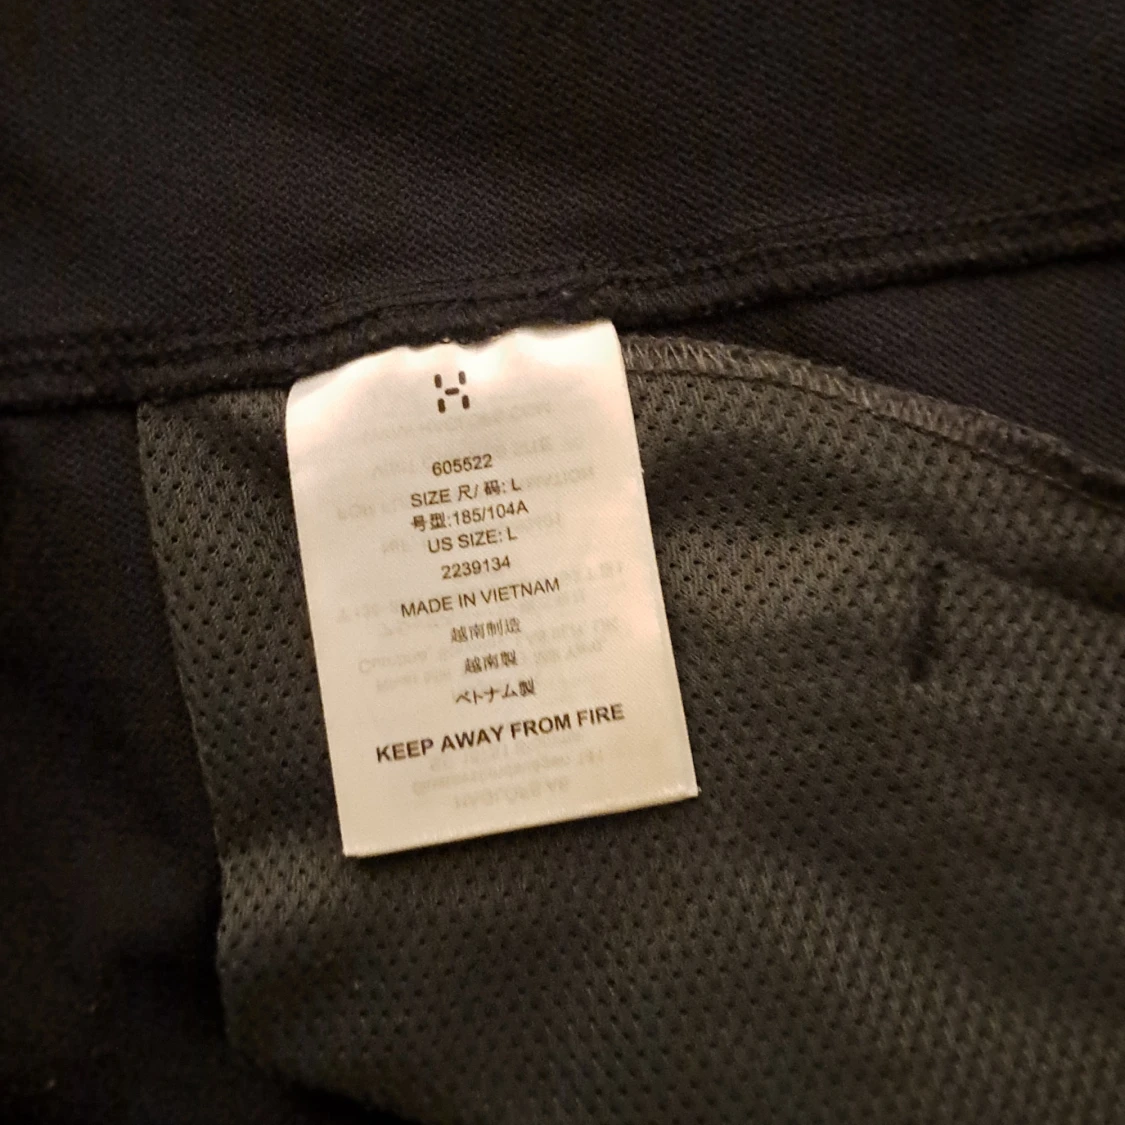 605522
SIZE 尺/码: L
号型:185/104A
US SIZE: L
2239134
MADE IN VIETNAM
越南制造
越南製
ベトナム製
KEEP AWAY FROM FIRE